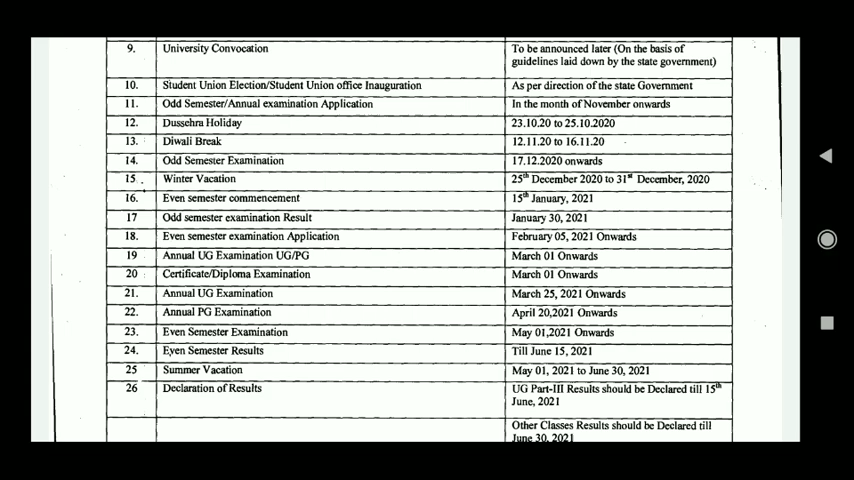 9. University Convocation To be announced later (On the basis of
guidelines laid down by the state government)
10. Student Union Election/Student Union office Inauguration As per direction of the state Government
11. Odd Semester/Annual examination Application In the month of November onwards
12. Dussehra Holiday 23.10.20 to 25.10.2020
13. Diwali Break 12.11.20 to 16.11.20
14. Odd Semester Examination 17.12.2020 onwards
15. Winter Vacation 25th December 2020 to 31st December, 2020
16. Even semester commencement 15th January, 2021
17 Odd semester examination Result January 30, 2021
18. Even semester examination Application February 05, 2021 Onwards
19 Annual UG Examination UG/PG March 01 Onwards
20 Certificate/Diploma Examination March 01 Onwards
21. Annual UG Examination March 25, 2021 Onwards
22. Annual PG Examination April 20,2021 Onwards
23. Even Semester Examination May 01,2021 Onwards
24. Even Semester Results Till June 15, 2021
25 Summer Vacation May 01, 2021 to June 30, 2021
26 Declaration of Results UG Part-III Results should be Declared till 15th
June, 2021
Other Classes Results should be Declared till
June 30, 2021